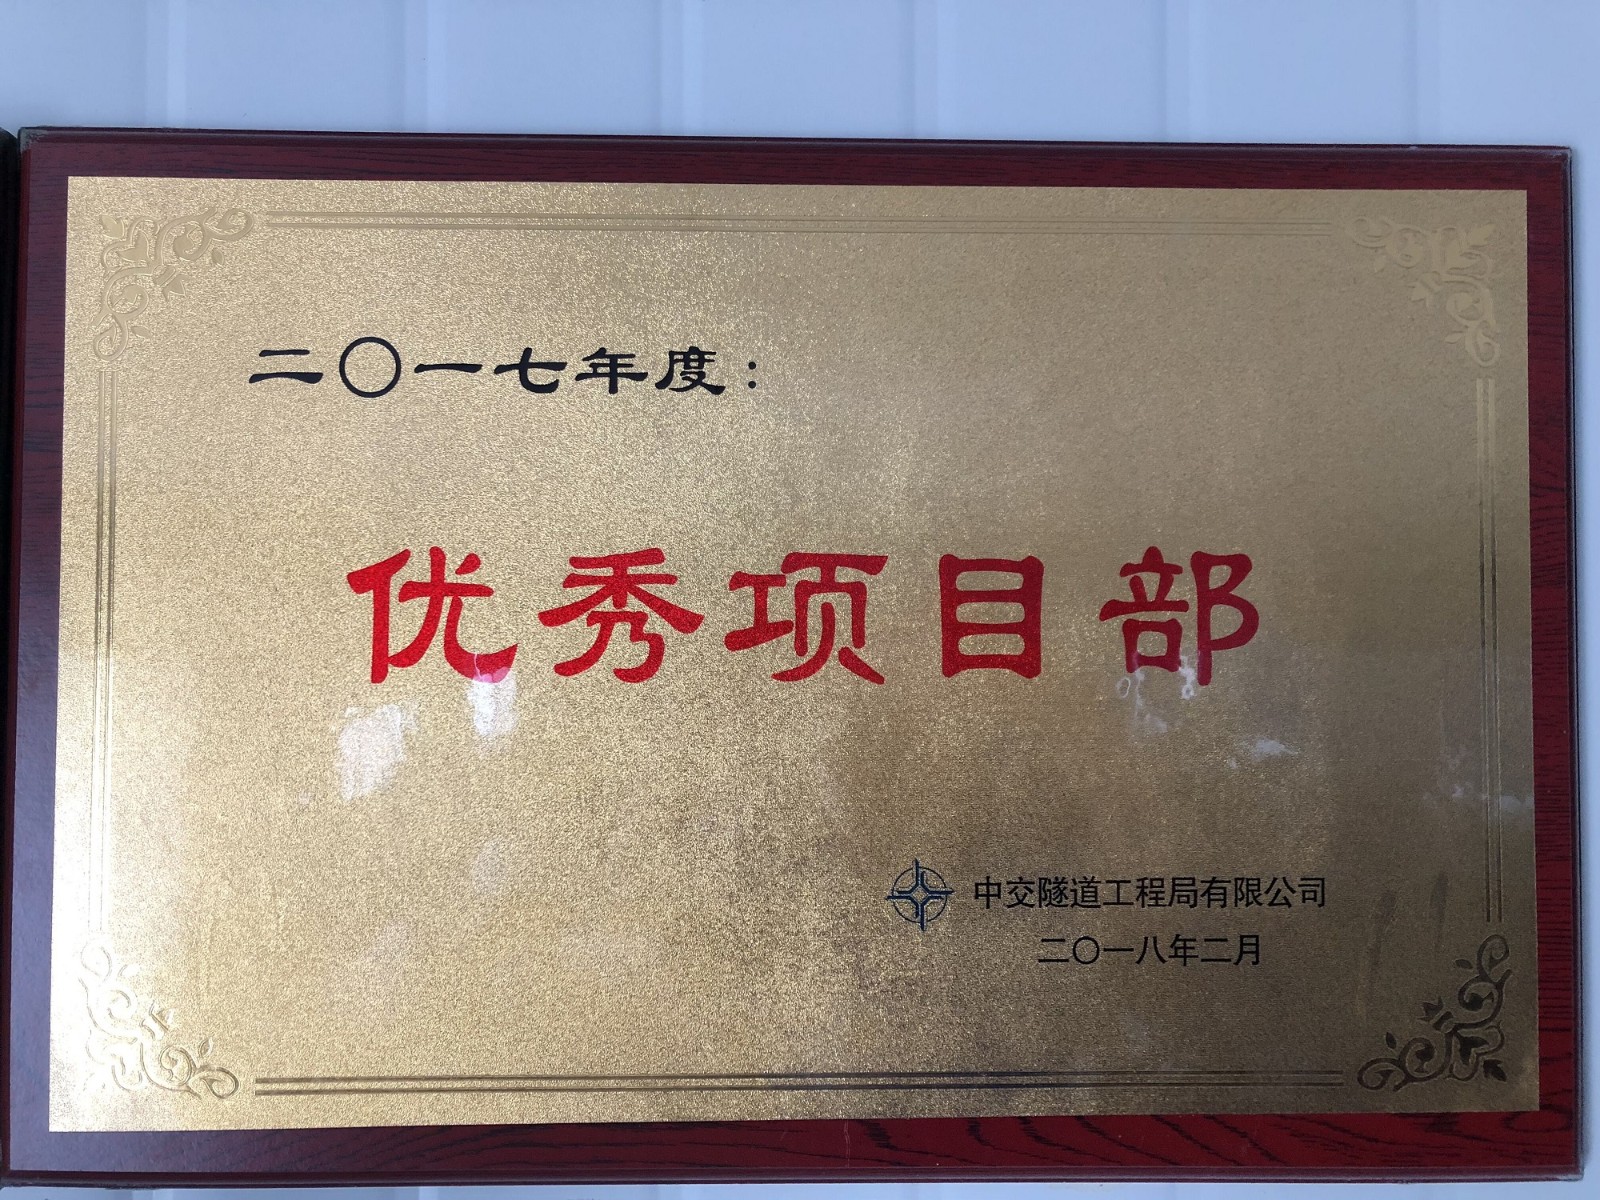 二〇一七年度：
优秀项目部
中交隧道工程局有限公司
二〇一八年二月